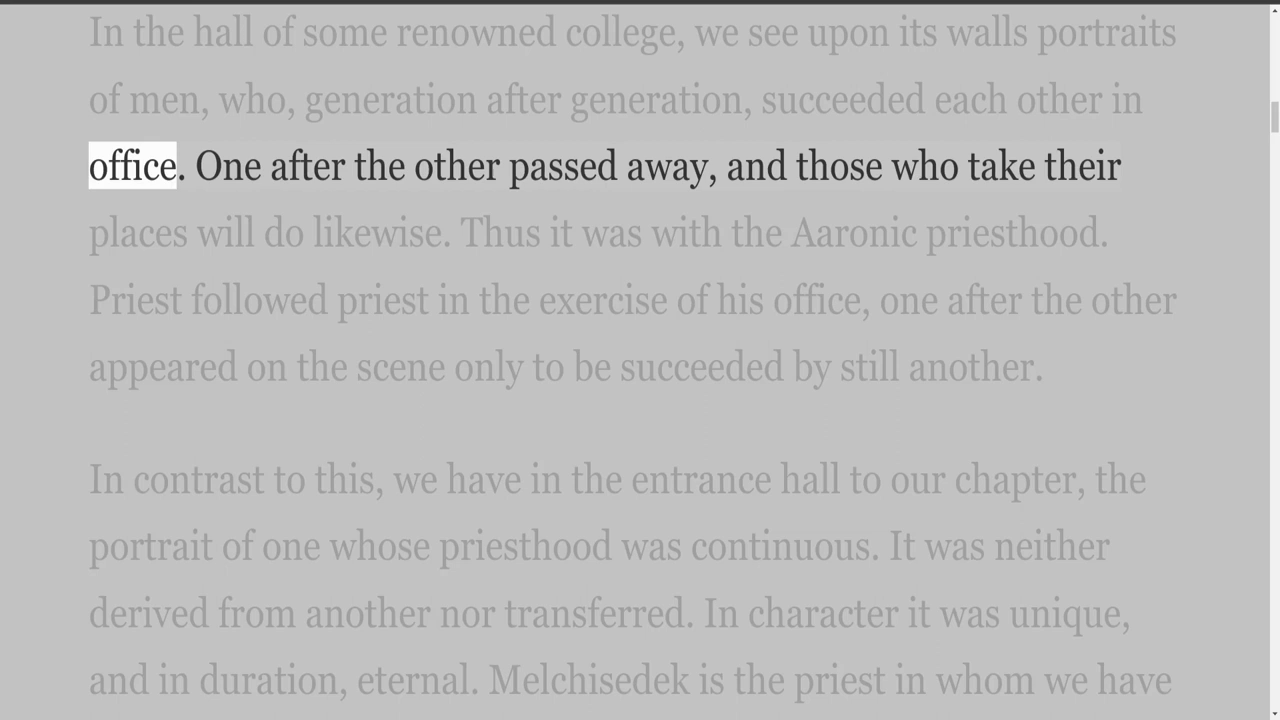 In the hall of some renowned college, we see upon its walls portraits
of men, who, generation after generation, succeeded each other in
office. One after the other passed away, and those who take their
places will do likewise. Thus it was with the Aaronic priesthood.
Priest followed priest in the exercise of his office, one after the other
appeared on the scene only to be succeeded by still another.
In contrast to this, we have in the entrance hall to our chapter, the
portrait of one whose priesthood was continuous. It was neither
derived from another nor transferred. In character it was unique,
and in duration, eternal. Melchisedek is the priest in whom we have